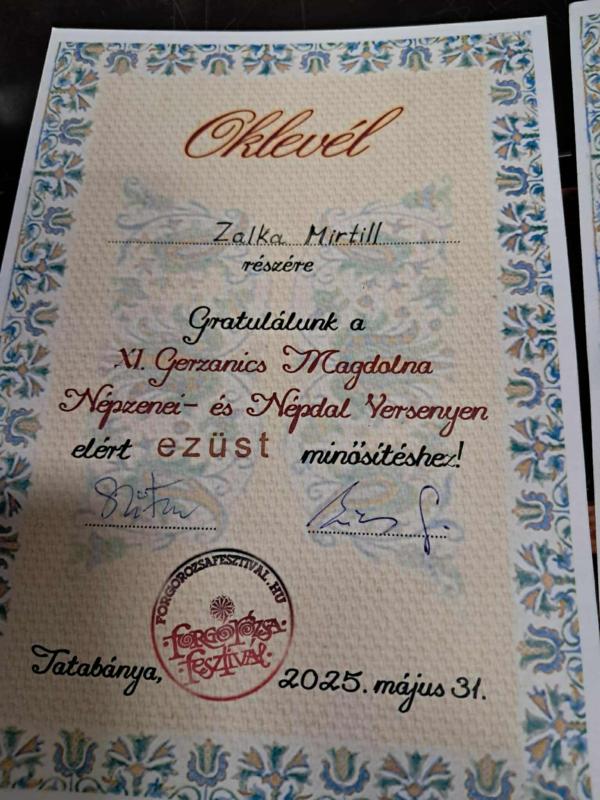 Oklevél
Zalka Mirtill
részére
Gratulálunk a
XI. Gerzanics Magdolna
Népzenei- és Népdal Versenyen
elért ezüst minősítéshez!
FORGOROZSAFESZTIVAL.HU
FORGORÓZSA
FESZTIVÁL
Tatabánya, 2025. május 31.